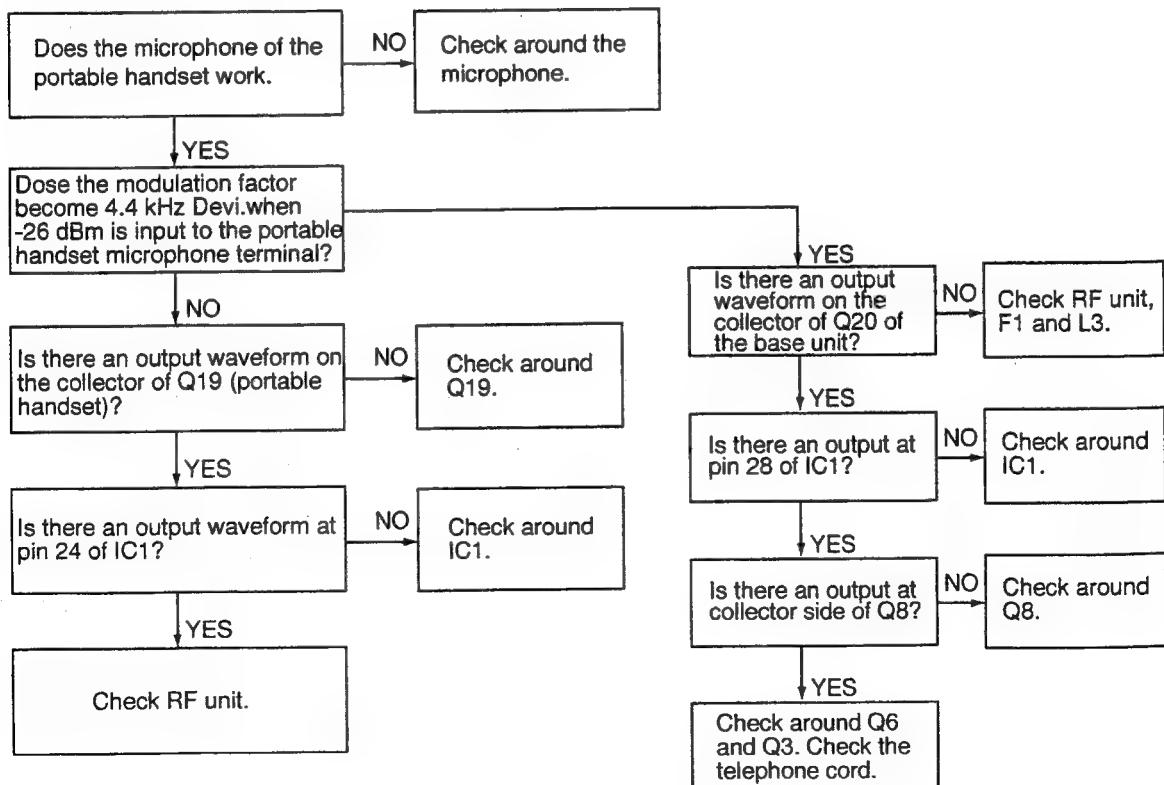 Does the microphone of the
portable handset work.
NO
Check around the
microphone.
YES
Dose the modulation factor
become 4.4 kHz Devi.when
-26 dBm is input to the portable
handset microphone terminal?
NO
Is there an output waveform on
the collector of Q19 (portable
handset)?
NO
Check around
Q19.
YES
Is there an output waveform at
pin 24 of IC1?
NO
Check around
IC1.
YES
Check RF unit.
YES
Is there an output
waveform on the
collector of Q20 of
the base unit?
NO
Check RF unit,
F1 and L3.
YES
Is there an output at
pin 28 of IC1?
NO
Check around
IC1.
YES
Is there an output at
collector side of Q8?
NO
Check around
Q8.
YES
Check around Q6
and Q3. Check the
telephone cord.